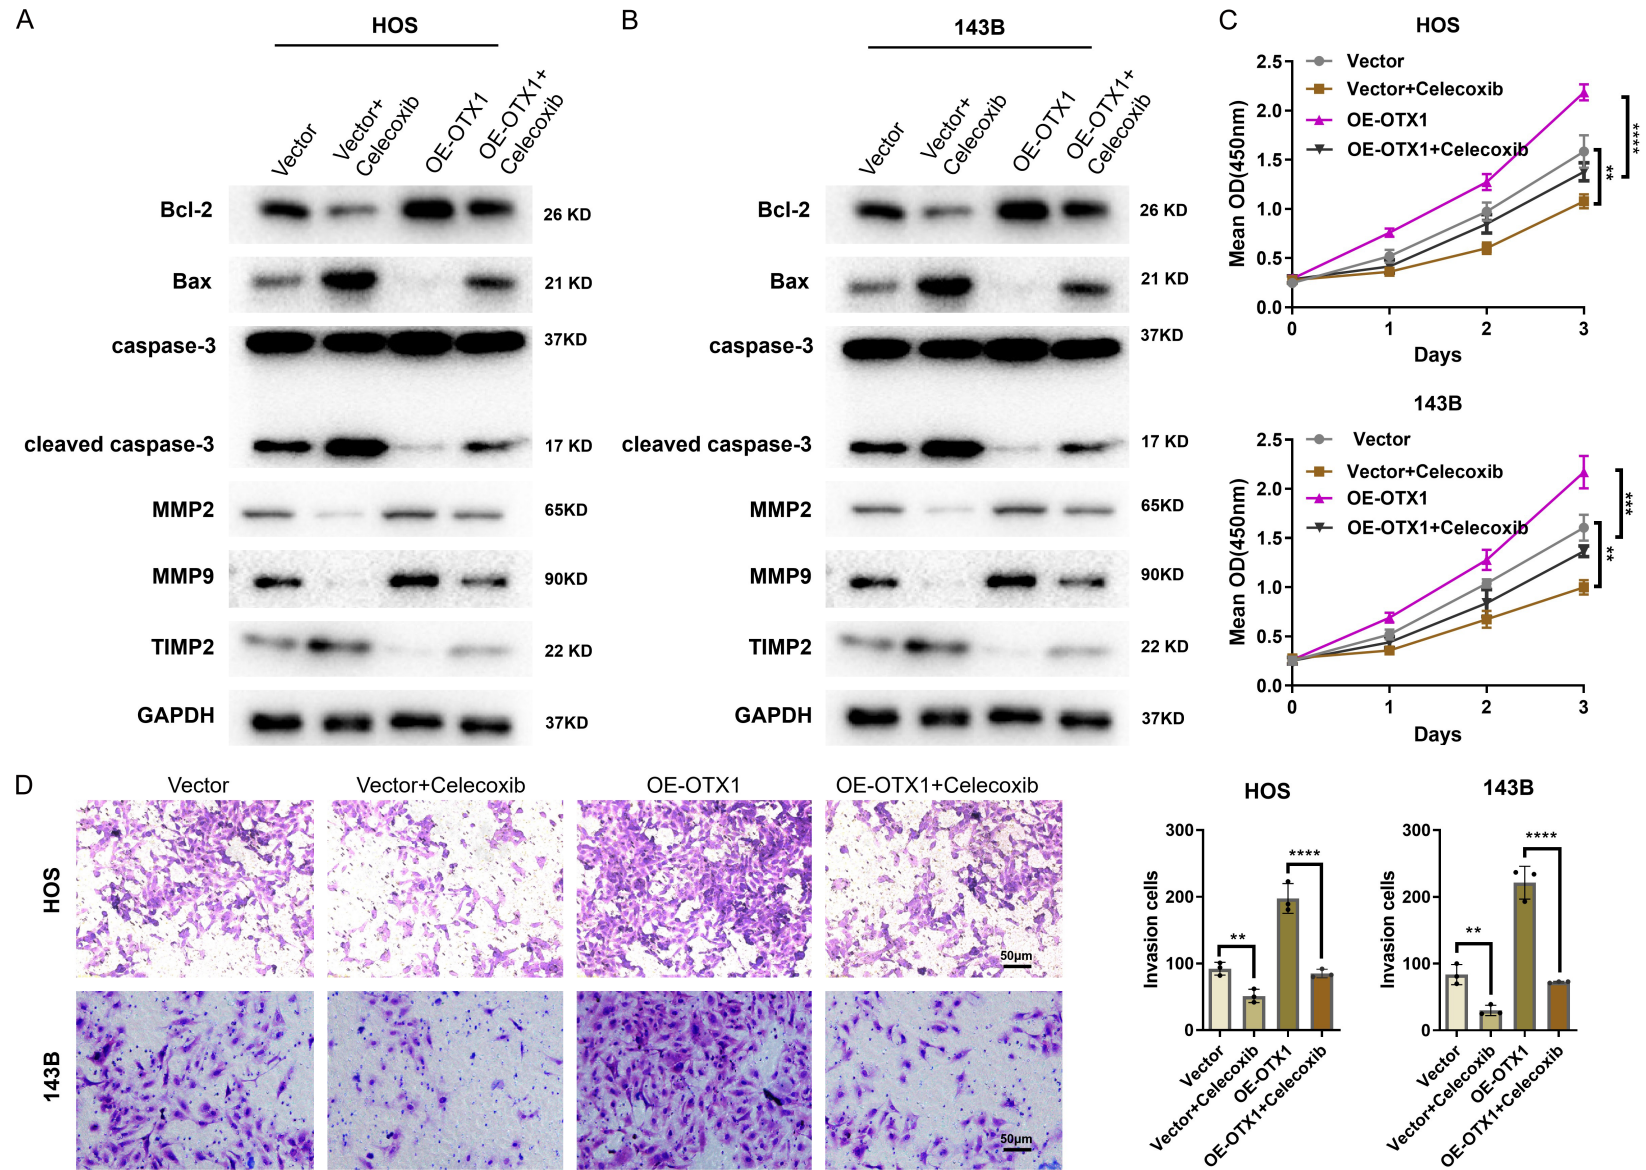 A
HOS
Vector
Vector+
Celecoxib
OE-OTX1
OE-OTX1+
Celecoxib
Bcl-2
26 KD
Bax
21 KD
caspase-3
37KD
cleaved caspase-3
17 KD
MMP2
65KD
MMP9
90KD
TIMP2
22 KD
GAPDH
37KD
B
143B
Vector
Vector+
Celecoxib
OE-OTX1
OE-OTX1+
Celecoxib
Bcl-2
26 KD
Bax
21 KD
caspase-3
37KD
cleaved caspase-3
17 KD
MMP2
65KD
MMP9
90KD
TIMP2
22 KD
GAPDH
37KD
C
HOS
Vector
Vector+Celecoxib
OE-OTX1
OE-OTX1+Celecoxib
Mean OD(450nm)
2.5
2.0
1.5
1.0
0.5
0.0
0 1 2 3
Days
****
**
143B
Vector
Vector+Celecoxib
OE-OTX1
OE-OTX1+Celecoxib
Mean OD(450nm)
2.5
2.0
1.5
1.0
0.5
0.0
0 1 2 3
Days
***
**
D
Vector
Vector+Celecoxib
OE-OTX1
OE-OTX1+Celecoxib
HOS
50μm
143B
50μm
HOS
Invasion cells
300
200
100
0
**
****
Vector
Vector+Celecoxib
OE-OTX1
OE-OTX1+Celecoxib
143B
Invasion cells
300
200
100
0
**
****
Vector
Vector+Celecoxib
OE-OTX1
OE-OTX1+Celecoxib